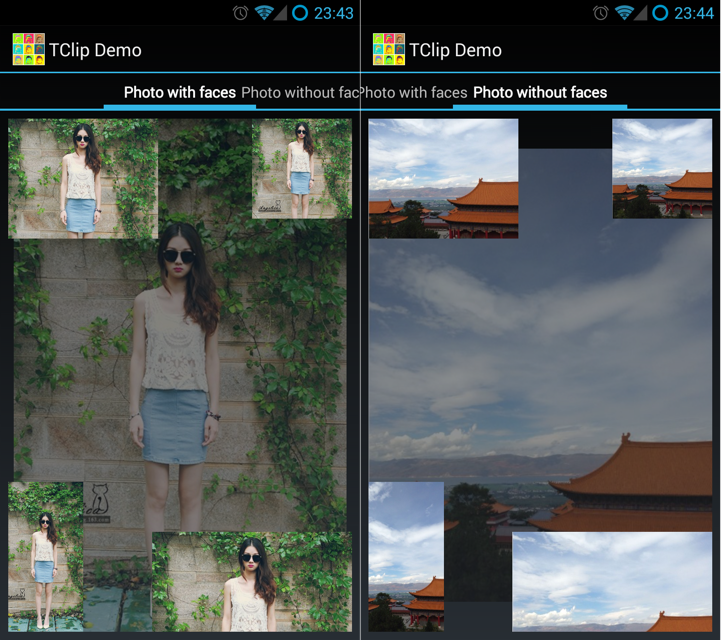 23:43
TClip Demo
Photo with faces Photo without fac
23:44
TClip Demo
Photo with faces Photo without faces